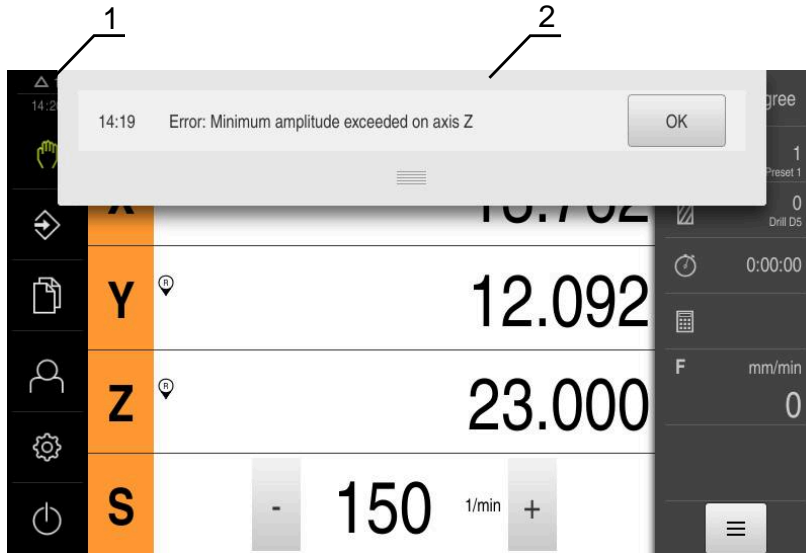 1 2
14:19 Error: Minimum amplitude exceeded on axis Z OK
1
Preset 1
0
Drill D5
0:00:00
Y R 12.092
F mm/min
0
Z R 23.000
S - 150 1/min +